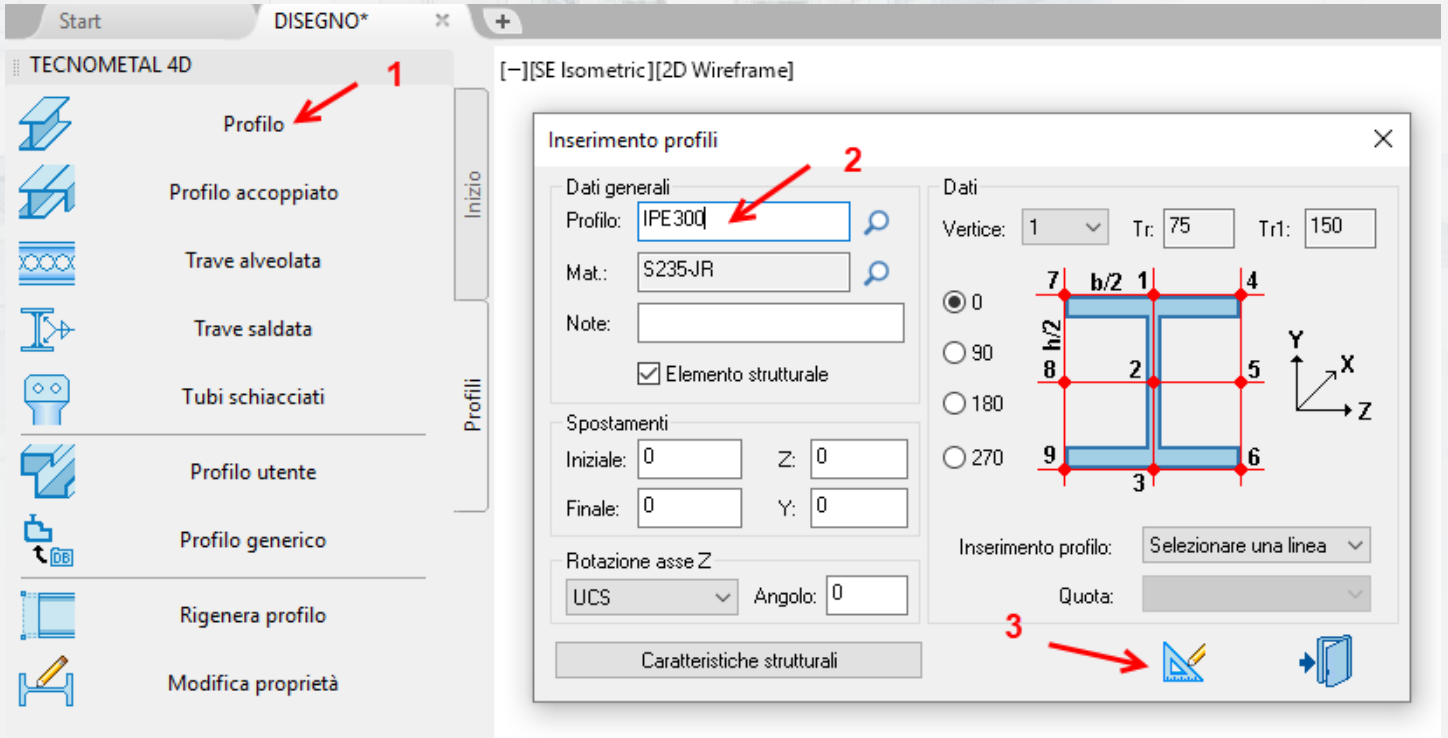 Start
DISEGNO*
TECNOMETAL 4D
1
Profilo
Profilo accoppiato
Trave alveolata
Trave saldata
Tubi schiacciati
Profilo utente
Profilo generico
DB
Rigenera profilo
Modifica proprietà
Inizio
Profili
[−][SE Isometric][2D Wireframe]
Inserimento profili
2
Dati generali
Profilo: IPE300
Mat.: S235-JR
Note:
Elemento strutturale
Spostamenti
Iniziale: 0 Z: 0
Finale: 0 Y: 0
Rotazione asse Z
UCS Angolo: 0
Caratteristiche strutturali
Dati
Vertice: 1 Tr: 75 Tr1: 150
0
90
180
270
7 b/2 1 4
h/2
8 2 5
9 3 6
Y
X
Z
Inserimento profilo: Selezionare una linea
Quota:
3